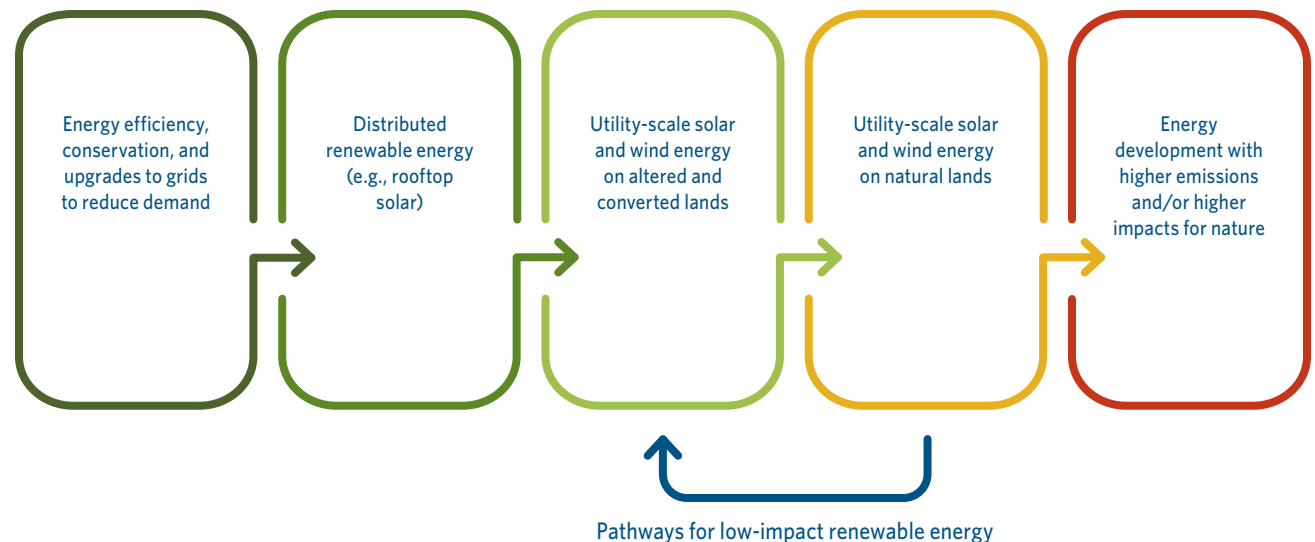 Energy efficiency,
conservation, and
upgrades to grids
to reduce demand
Distributed
renewable energy
(e.g., rooftop
solar)
Utility-scale solar
and wind energy
on altered and
converted lands
Utility-scale solar
and wind energy
on natural lands
Energy
development with
higher emissions
and/or higher
impacts for nature
Pathways for low-impact renewable energy